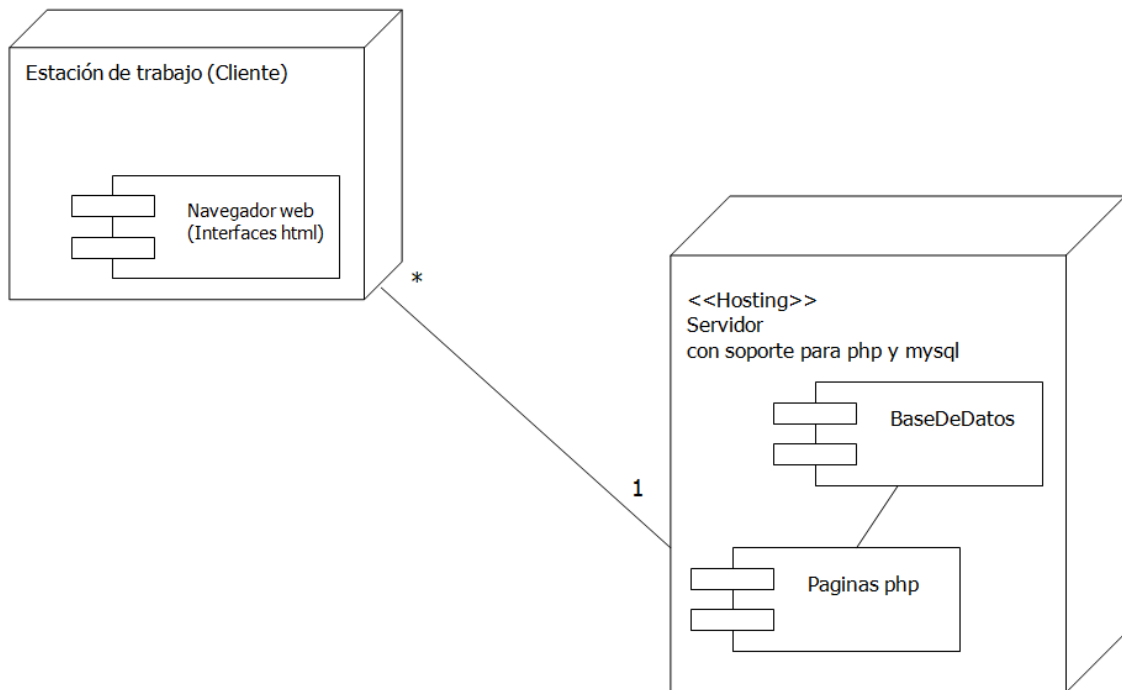 Estación de trabajo (Cliente)
Navegador web
(Interfaces html)
*
1
<<Hosting>>
Servidor
con soporte para php y mysql
BaseDeDatos
Paginas php